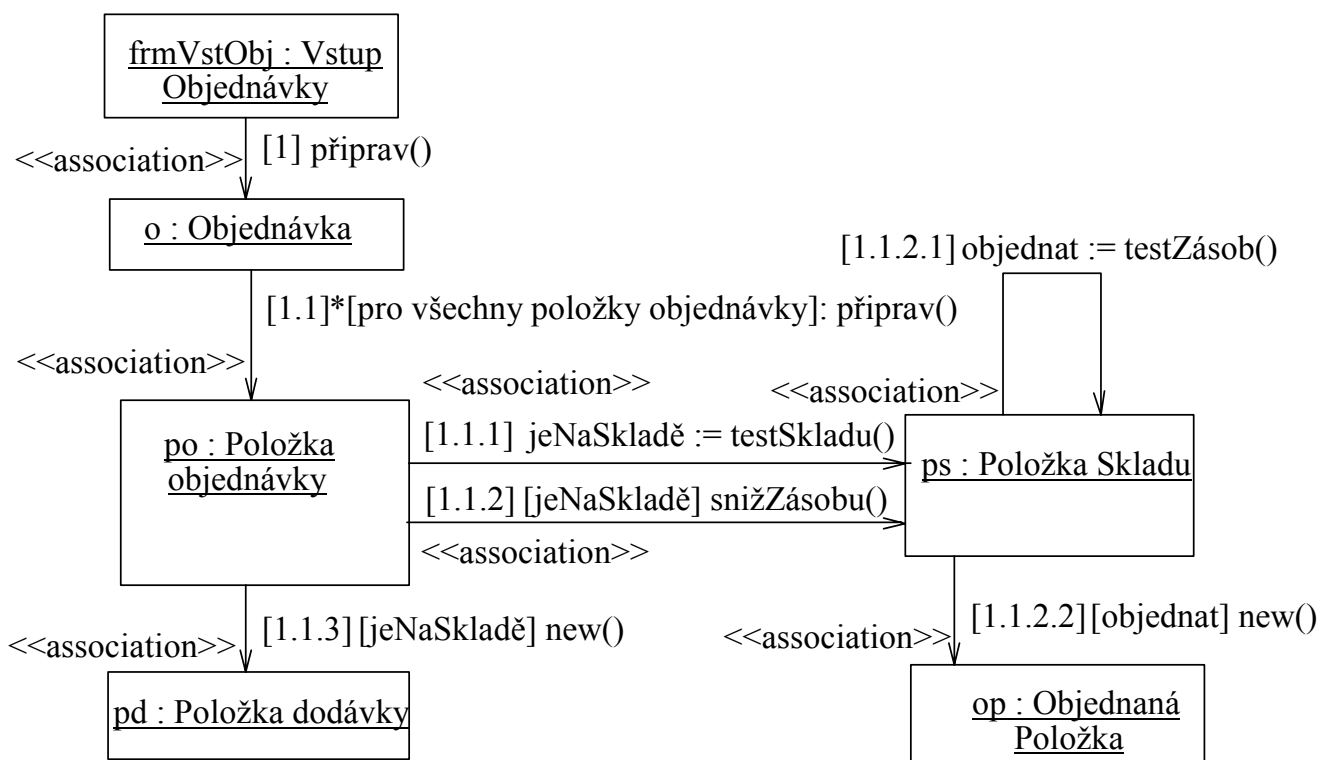 frmVstObj : Vstup
Objednávky
<<association>>
[1] připrav()
o : Objednávka
[1.1.2.1] objednat := testZásob()
[1.1]*[pro všechny položky objednávky]: připrav()
<<association>>
<<association>>
<<association>>
po : Položka
objednávky
[1.1.1] jeNaSkladě := testSkladu()
ps : Položka Skladu
[1.1.2] [jeNaSkladě] snižZásobu()
<<association>>
[1.1.3] [jeNaSkladě] new()
<<association>>
[1.1.2.2] [objednat] new()
<<association>>
pd : Položka dodávky
op : Objednaná
Položka